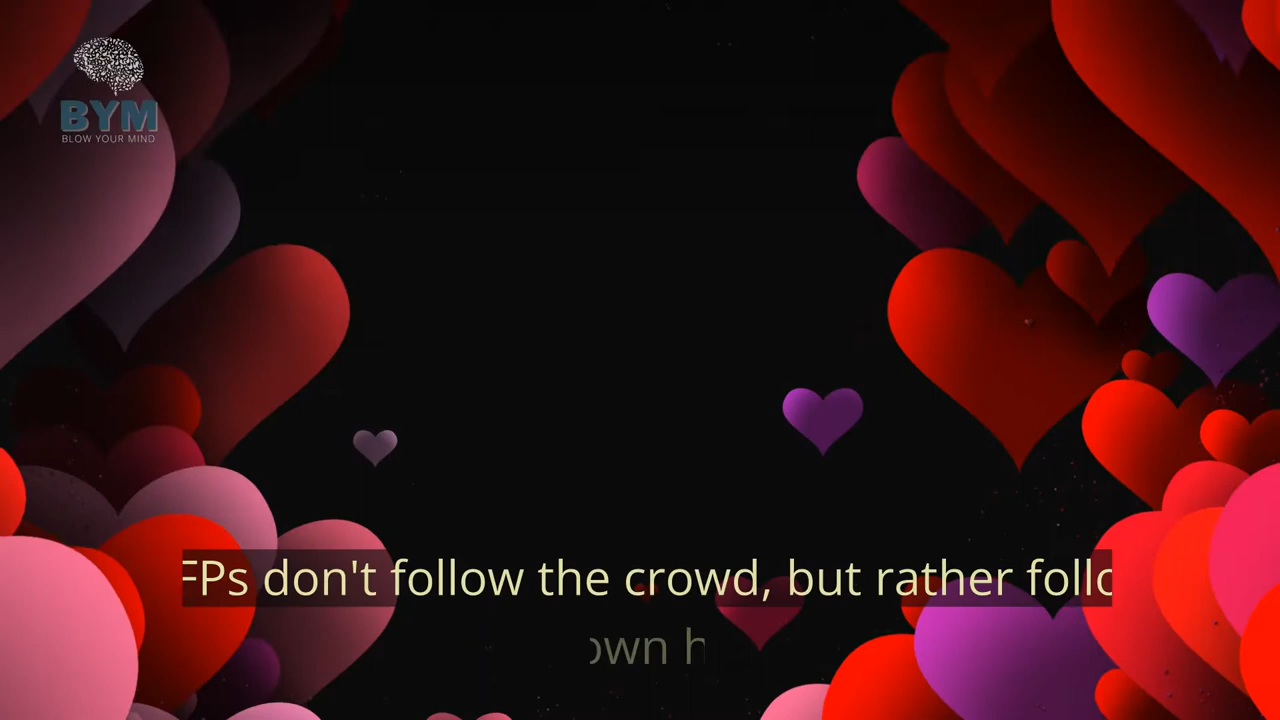 BYM
BLOW YOUR MIND
FPs don't follow the crowd, but rather follo
own h